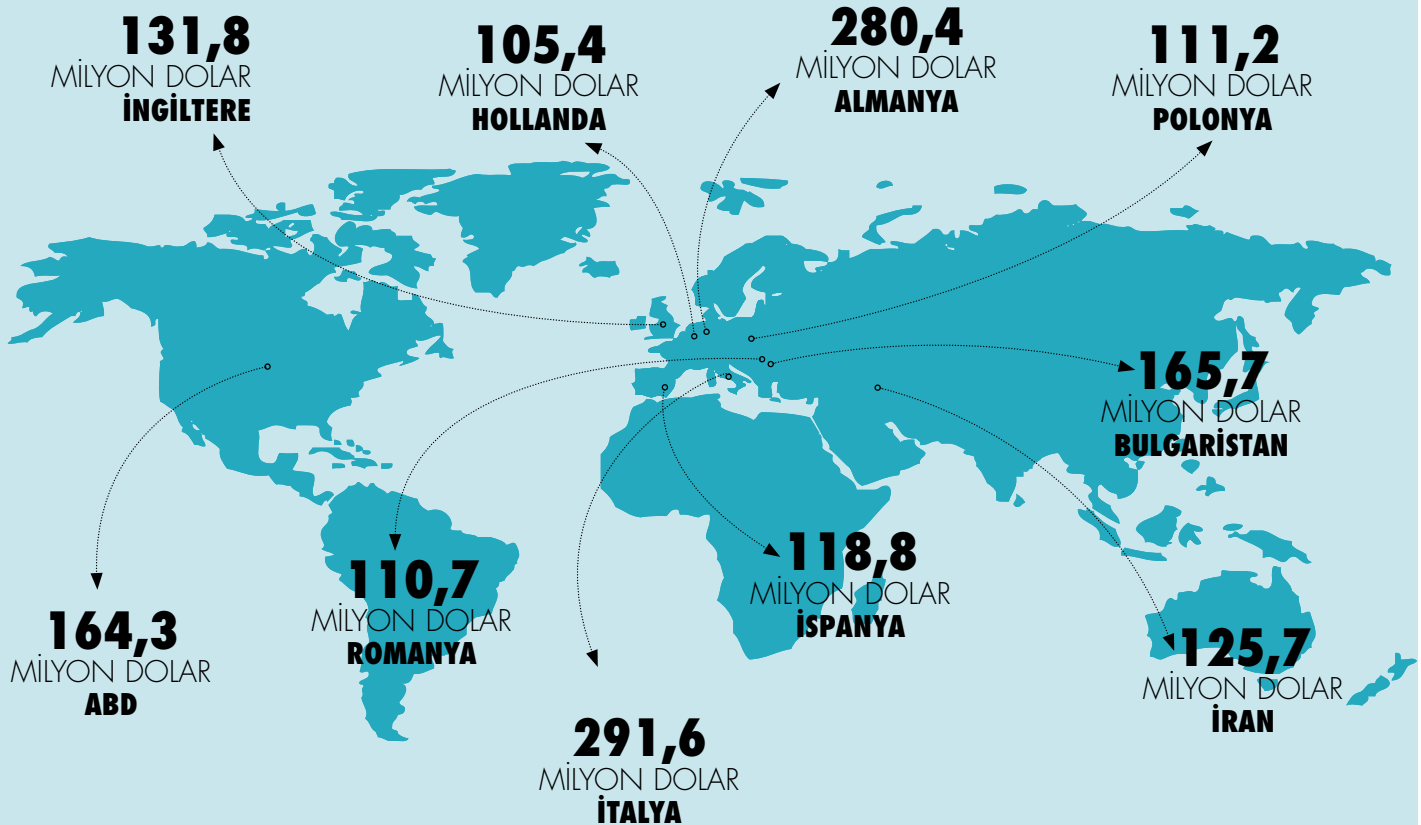 131,8
MİLYON DOLAR
İNGİLTERE
105,4
MİLYON DOLAR
HOLLANDA
280,4
MİLYON DOLAR
ALMANYA
111,2
MİLYON DOLAR
POLONYA
165,7
MİLYON DOLAR
BULGARİSTAN
118,8
MİLYON DOLAR
İSPANYA
110,7
MİLYON DOLAR
ROMANYA
164,3
MİLYON DOLAR
ABD
125,7
MİLYON DOLAR
İRAN
291,6
MİLYON DOLAR
İTALYA